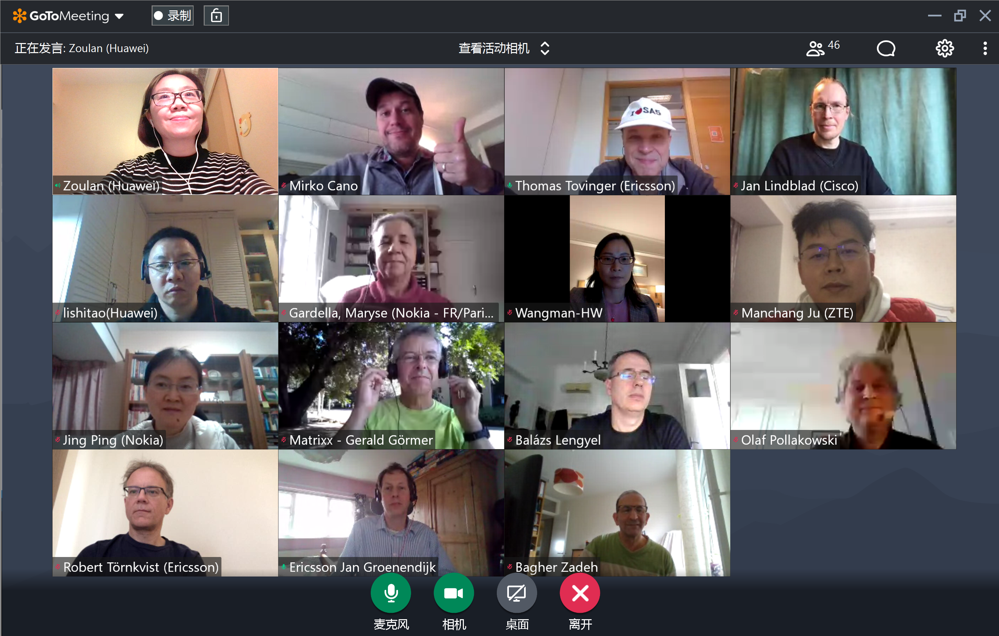 GoToMeeting
录制
正在发言: Zoulan (Huawei)
查看活动相机
46
Zoulan (Huawei)
Mirko Cano
I SA5
Thomas Tovinger (Ericsson)
Jan Lindblad (Cisco)
lishitao(Huawei)
Gardella, Maryse (Nokia - FR/Pari...
Wangman-HW
Manchang Ju (ZTE)
Jing Ping (Nokia)
Matrixx - Gerald Görmer
Balázs Lengyel
Olaf Pollakowski
Robert Törnkvist (Ericsson)
Ericsson Jan Groenendijk
Bagher Zadeh
麦克风
相机
桌面
离开